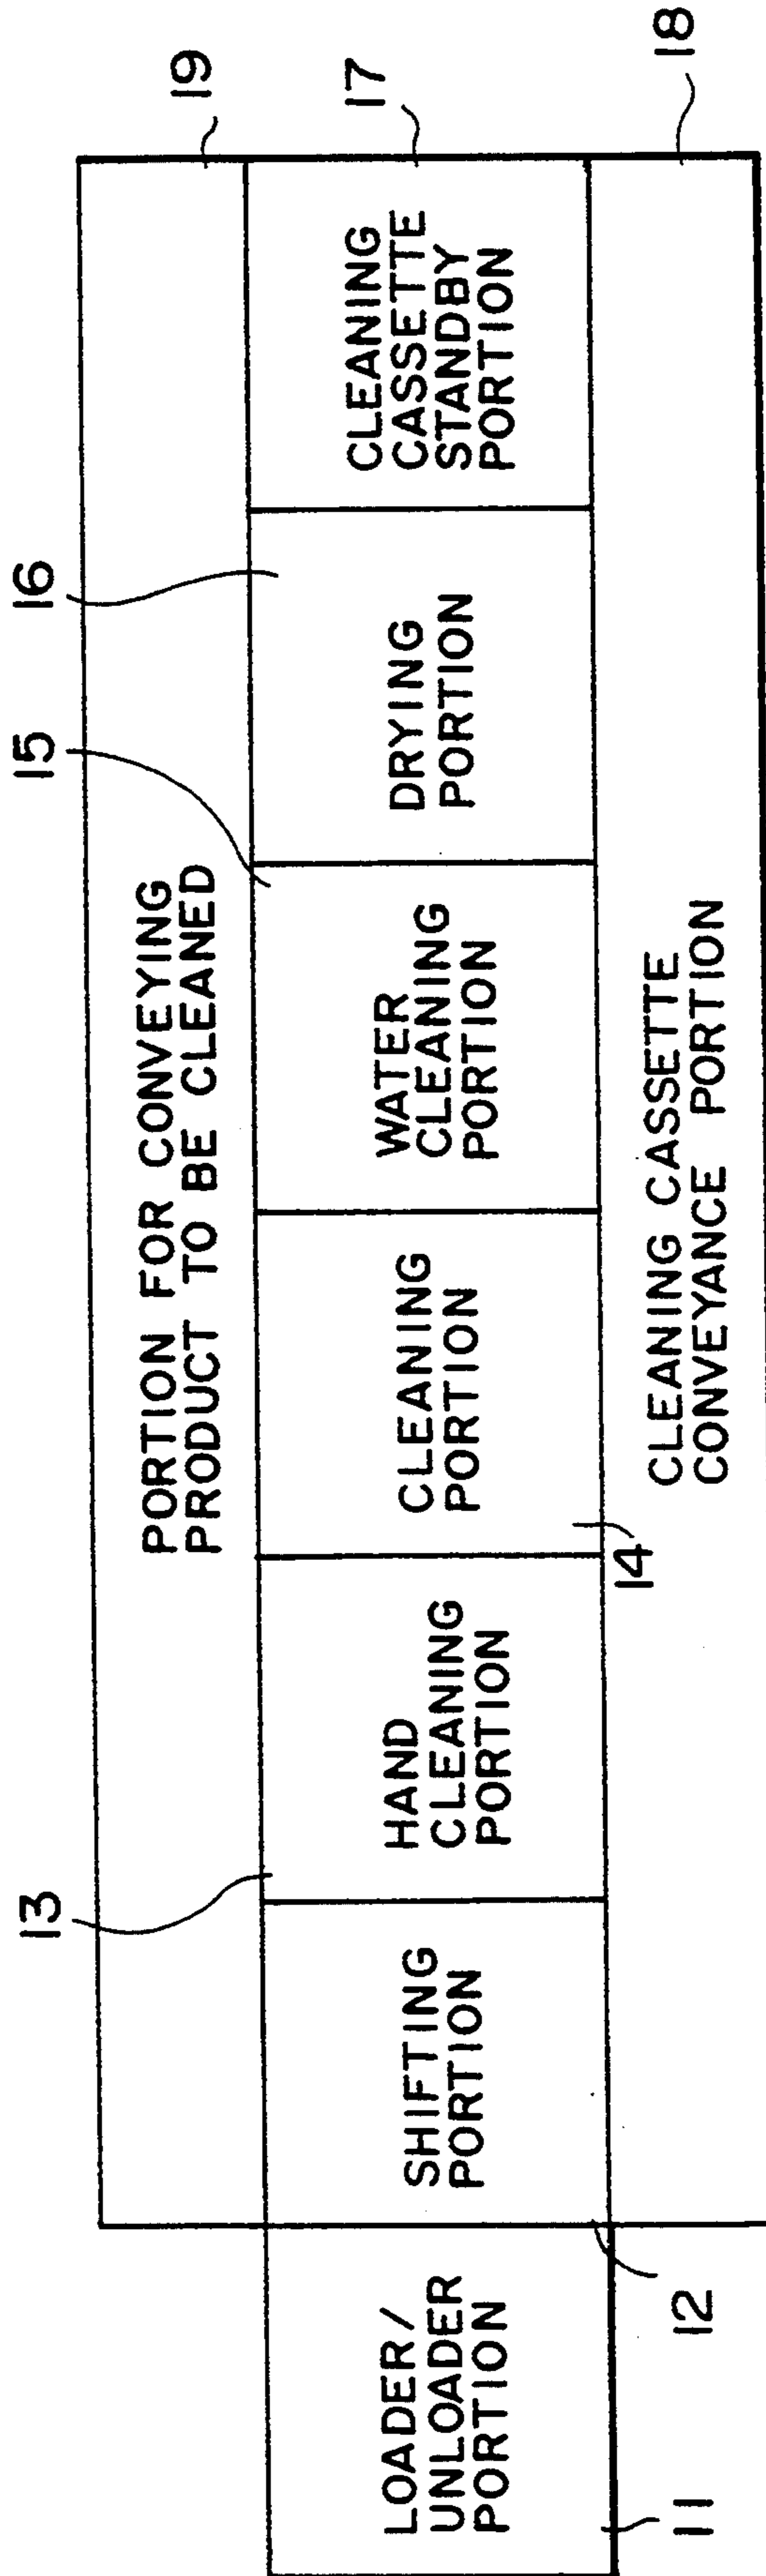 15
16
19
PORTION FOR CONVEYING
PRODUCT TO BE CLEANED
13
17
LOADER/
UNLOADER
PORTION
SHIFTING
PORTION
HAND
CLEANING
PORTION
CLEANING
PORTION
WATER
CLEANING
PORTION
DRYING
PORTION
CLEANING
CASSETTE
STANDBY
PORTION
14
CLEANING CASSETTE
CONVEYANCE PORTION
18
11
12